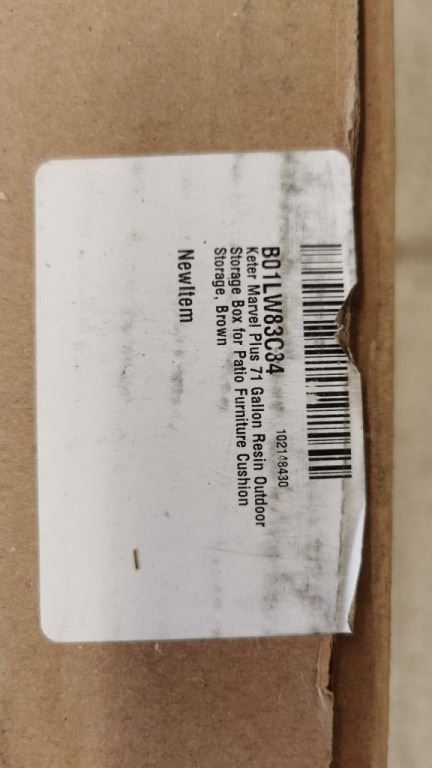 B01LW83C34
102148430
Keter Marvel Plus 71 Gallon Resin Outdoor
Storage Box for Patio Furniture Cushion
Storage, Brown
NewItem